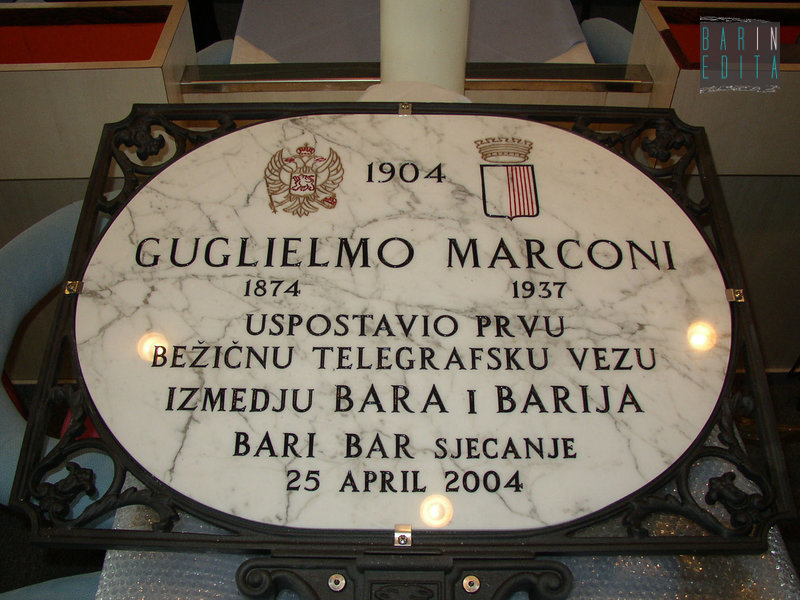 BARIN
EDITA
1904
GUGLIELMO MARCONI
1874 1937
USPOSTAVIO PRVU
BEŽIČNU TELEGRAFSKU VEZU
IZMEDJU BARA I BARIJA
BARI BAR SJECANJE
25 APRIL 2004